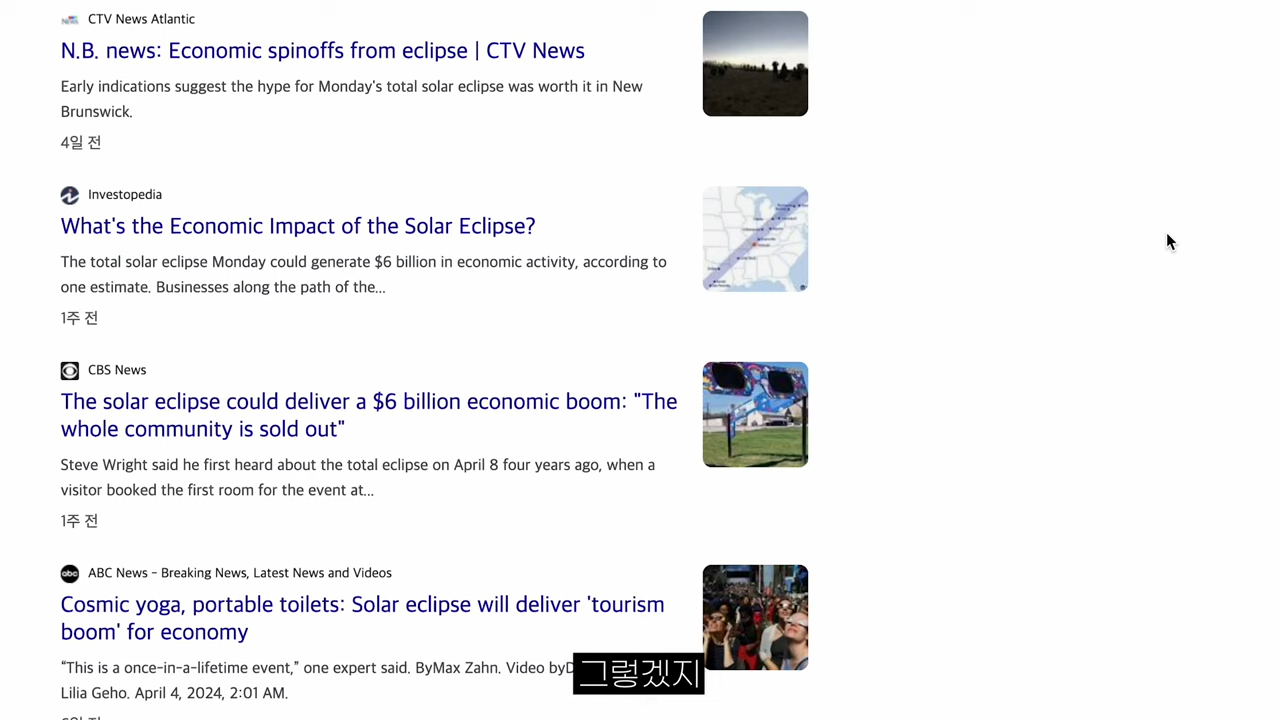 CTV News Atlantic
N.B. news: Economic spinoffs from eclipse | CTV News
Early indications suggest the hype for Monday's total solar eclipse was worth it in New
Brunswick.
4일 전
Investopedia
What's the Economic Impact of the Solar Eclipse?
The total solar eclipse Monday could generate $6 billion in economic activity, according to
one estimate. Businesses along the path of the...
1주 전
CBS News
The solar eclipse could deliver a $6 billion economic boom: "The
whole community is sold out"
Steve Wright said he first heard about the total eclipse on April 8 four years ago, when a
visitor booked the first room for the event at...
1주 전
abc
ABC News - Breaking News, Latest News and Videos
Cosmic yoga, portable toilets: Solar eclipse will deliver 'tourism
boom' for economy
“This is a once-in-a-lifetime event,” one expert said. ByMax Zahn. Video by
Lilia Geho. April 4, 2024, 2:01 AM.
그렇겠지